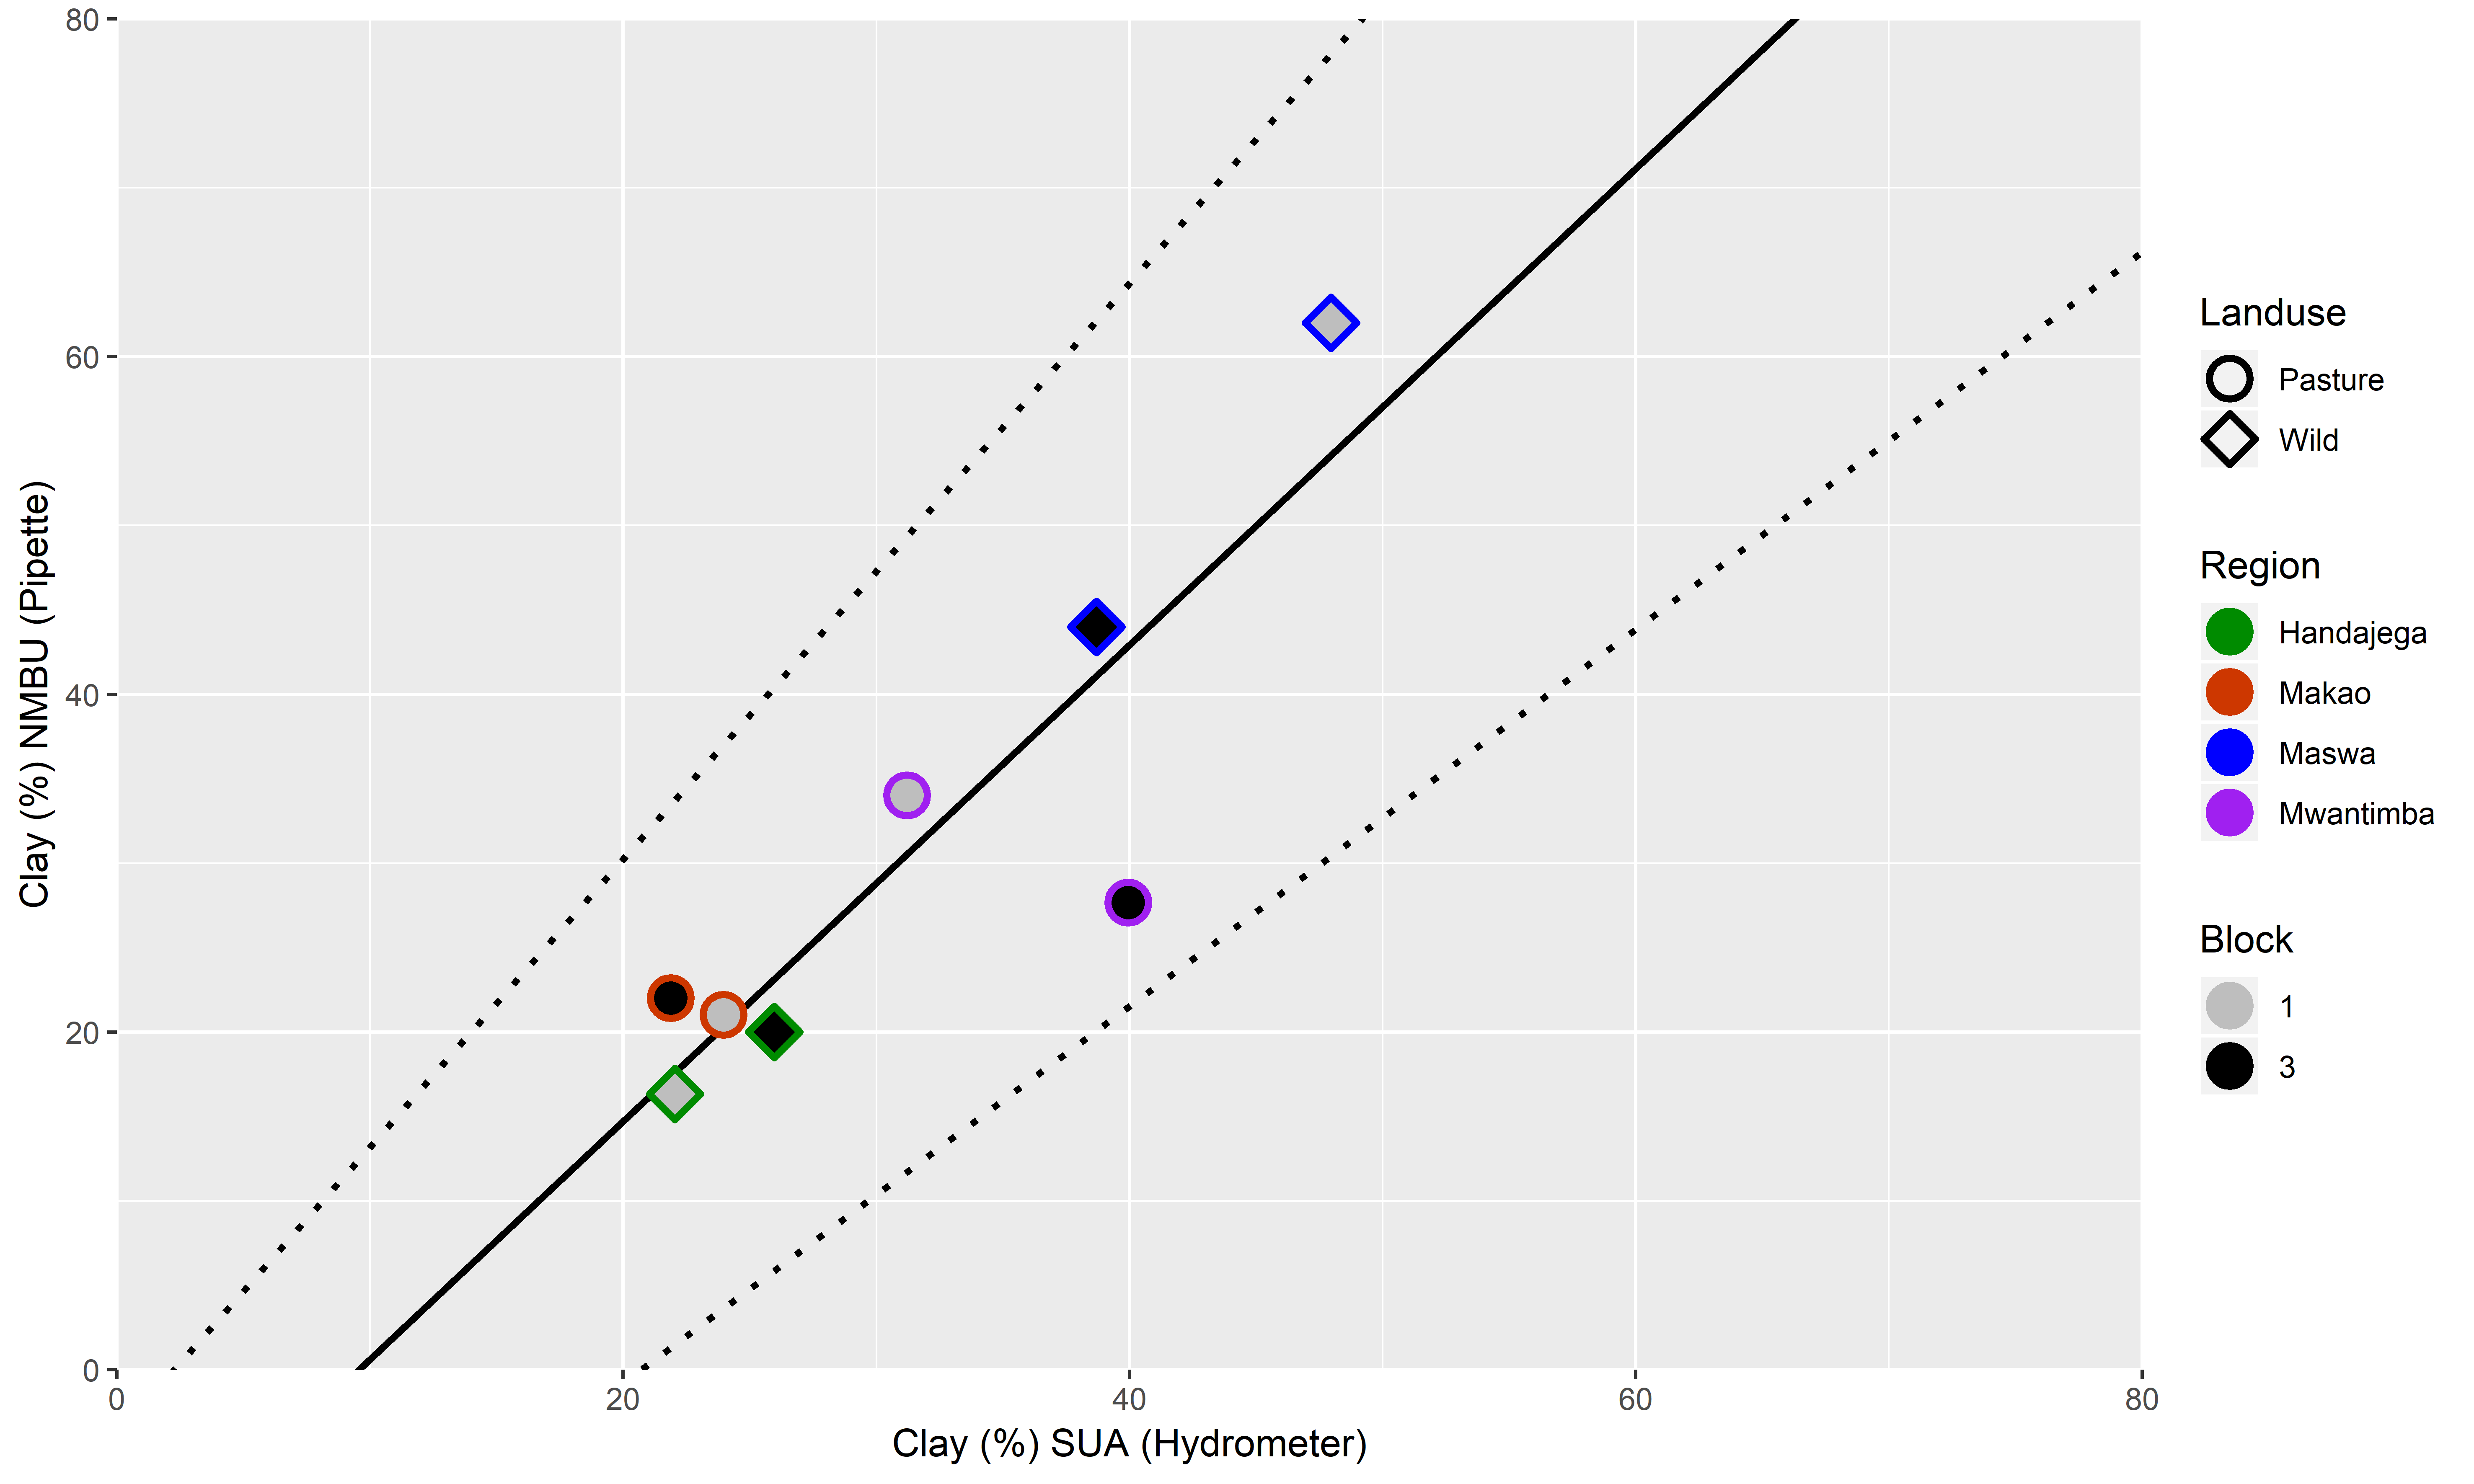 80
60
40
20
0
Clay (%) NMBU (Pipette)
0 20 40 60 80
Clay (%) SUA (Hydrometer)
Landuse
Pasture
Wild
Region
Handajega
Makao
Maswa
Mwantimba
Block
1
3